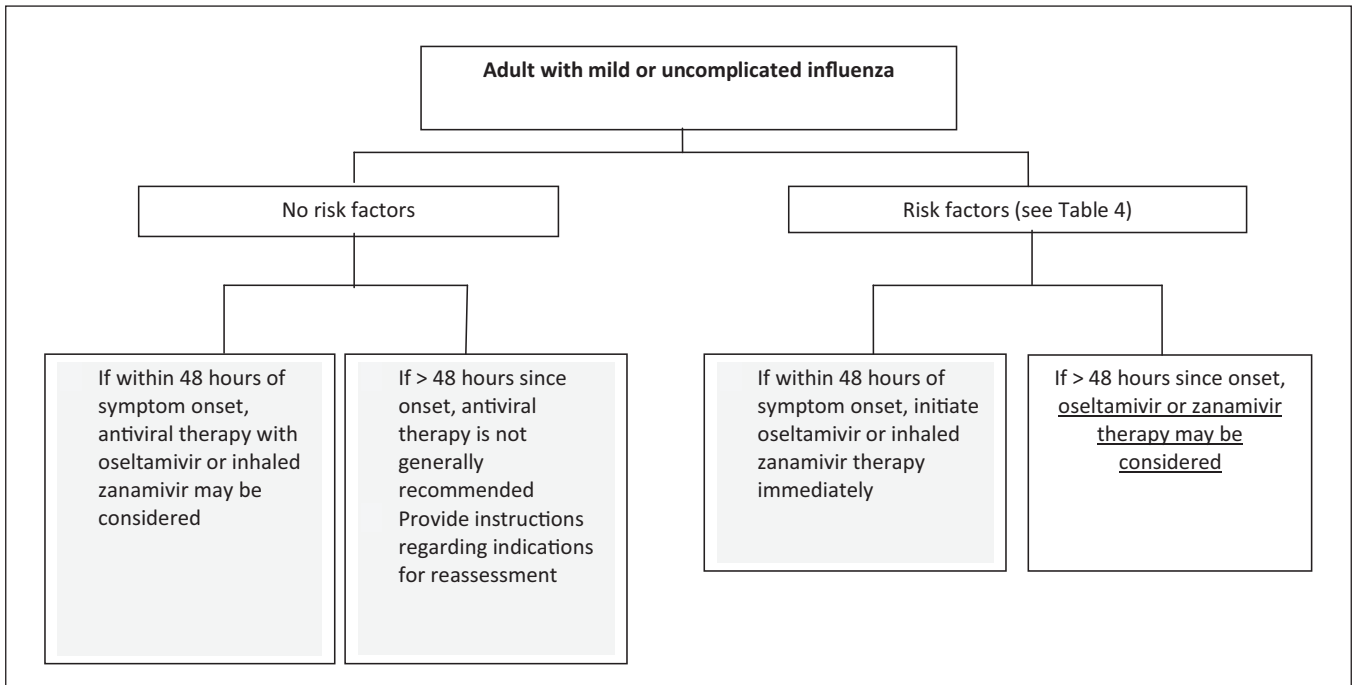 Adult with mild or uncomplicated influenza
No risk factors
Risk factors (see Table 4)
If within 48 hours of
symptom onset,
antiviral therapy with
oseltamivir or inhaled
zanamivir may be
considered
If > 48 hours since
onset, antiviral
therapy is not
generally
recommended
Provide instructions
regarding indications
for reassessment
If within 48 hours of
symptom onset, initiate
oseltamivir or inhaled
zanamivir therapy
immediately
If > 48 hours since onset,
oseltamivir or zanamivir
therapy may be
considered